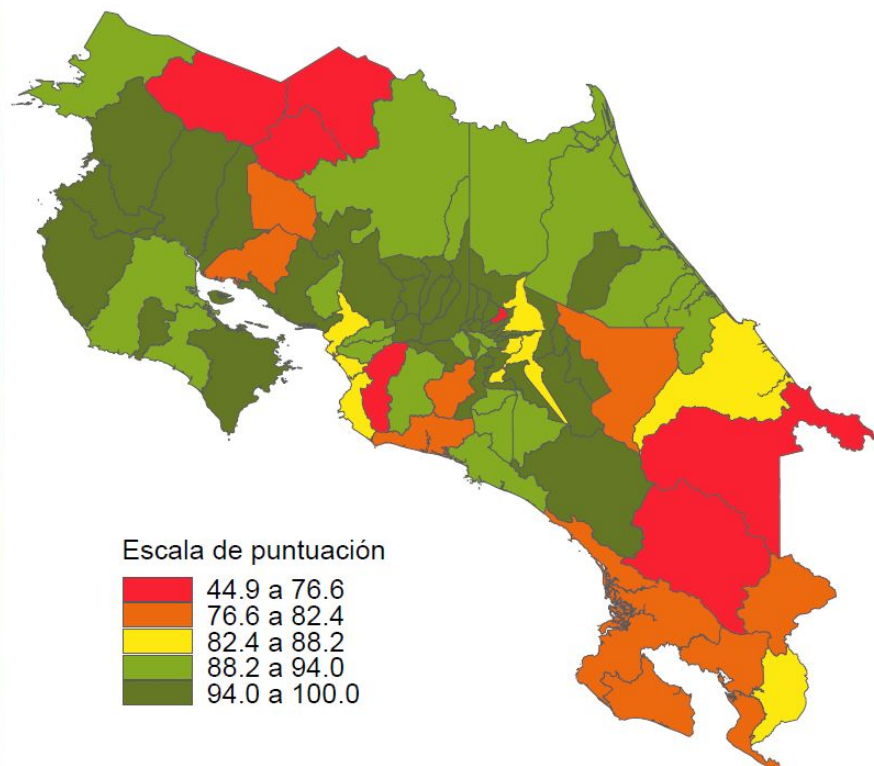 Escala de puntuación
44.9 a 76.6
76.6 a 82.4
82.4 a 88.2
88.2 a 94.0
94.0 a 100.0